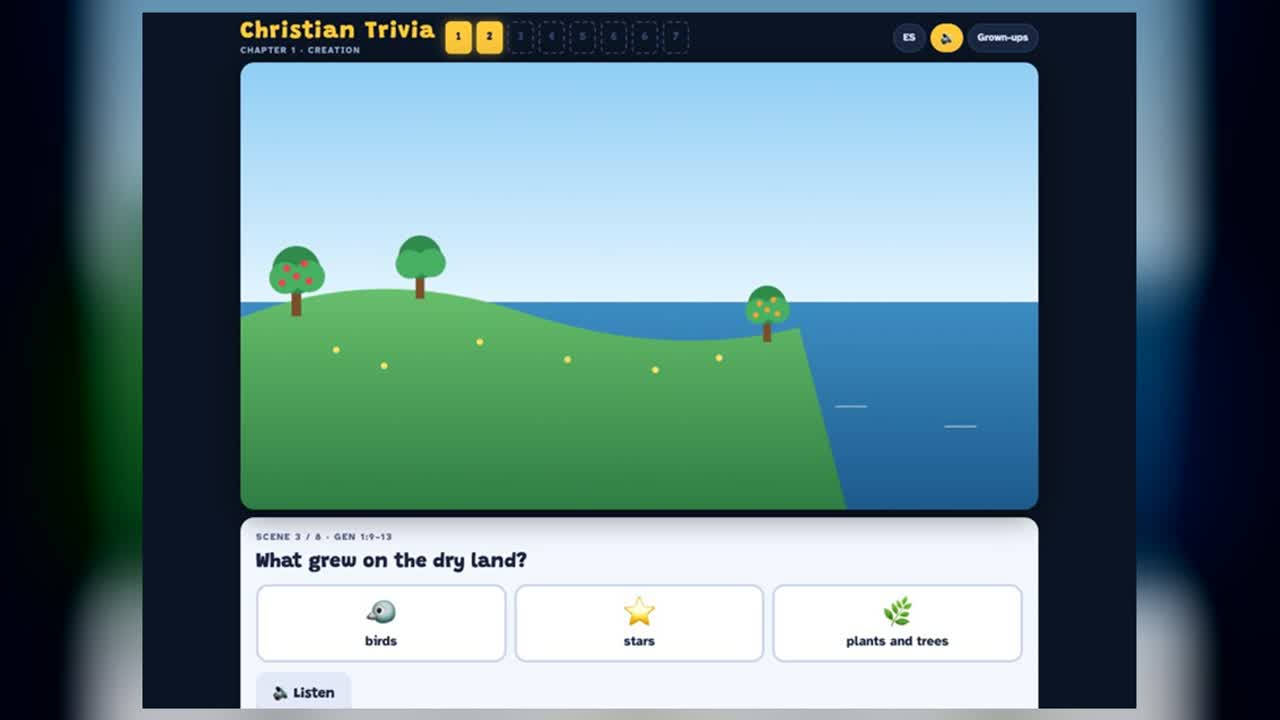 Christian Trivia
CHAPTER 1 · CREATION
1 2 3 4 5 6 6 7
ES
Grown-ups
SCENE 3 / 8 · GEN 1:9-13
What grew on the dry land?
birds
stars
plants and trees
Listen